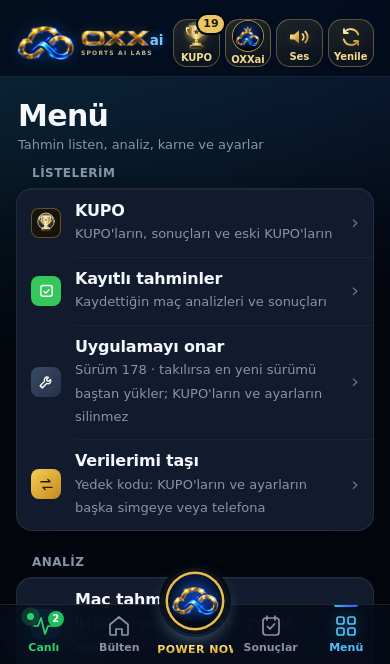 OXX ai
SPORTS AI LABS
19
KUPO
OXXai
Ses
Yenile
Menü
Tahmin listen, analiz, karne ve ayarlar
LİSTELERİM
KUPO
KUPO'ların, sonuçları ve eski KUPO'ların
Kayıtlı tahminler
Kaydettiğin maç analizleri ve sonuçları
Uygulamayı onar
Sürüm 178 · takılırsa en yeni sürümü
baştan yükler; KUPO'ların ve ayarların
silinmez
Verilerimi taşı
Yedek kodu: KUPO'ların ve ayarların
başka simgeye veya telefona
ANALİZ
Maç tahm
2
Canlı
Bülten
POWER NOW
Sonuçlar
Menü